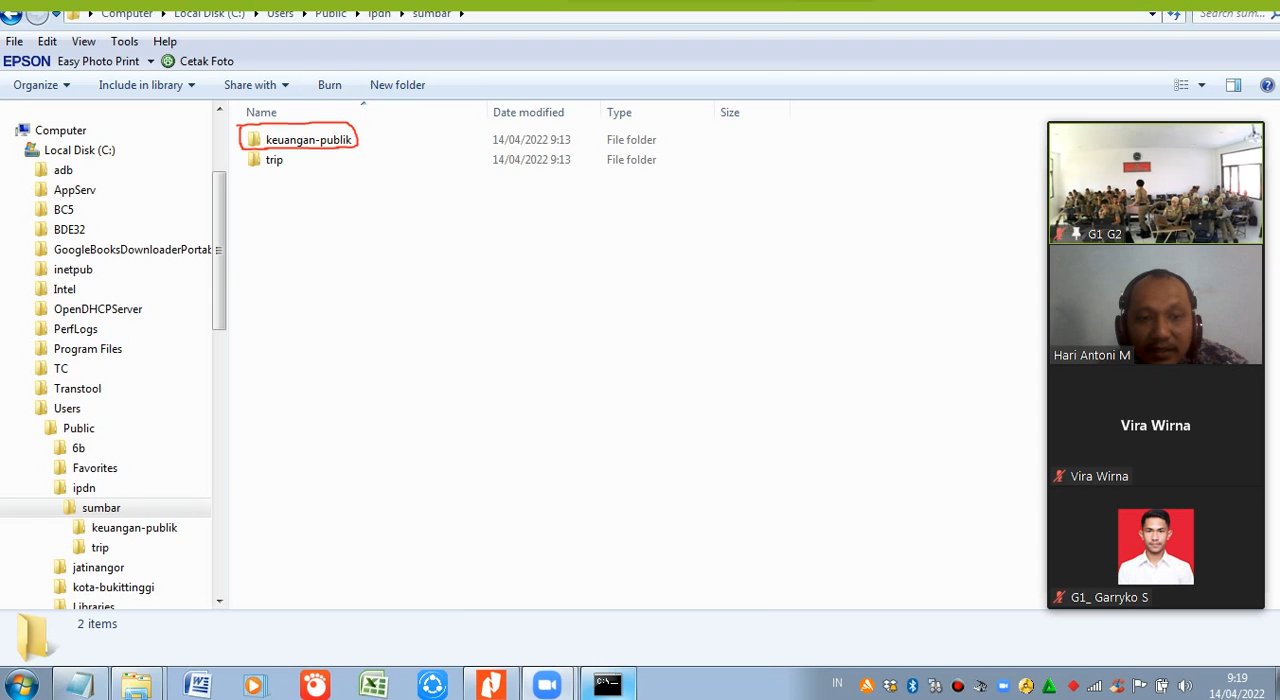 Computer Local Disk (C:) Users Public ipdn sumbar Search sum...
File Edit View Tools Help
EPSON Easy Photo Print Cetak Foto
Organize Include in library Share with Burn New folder
Name Date modified Type Size
keuangan-publik 14/04/2022 9:13 File folder
trip 14/04/2022 9:13 File folder
Computer
Local Disk (C:)
adb
AppServ
BC5
BDE32
GoogleBooksDownloaderPortab
inetpub
Intel
OpenDHCPServer
PerfLogs
Program Files
TC
Transtool
Users
Public
6b
Favorites
ipdn
sumbar
keuangan-publik
trip
jatinangor
kota-bukittinggi
Libraries
G1 G2
Hari Antoni M
Vira Wirna
Vira Wirna
G1_ Garryko S
2 items
C:\
IN
9:19
14/04/2022